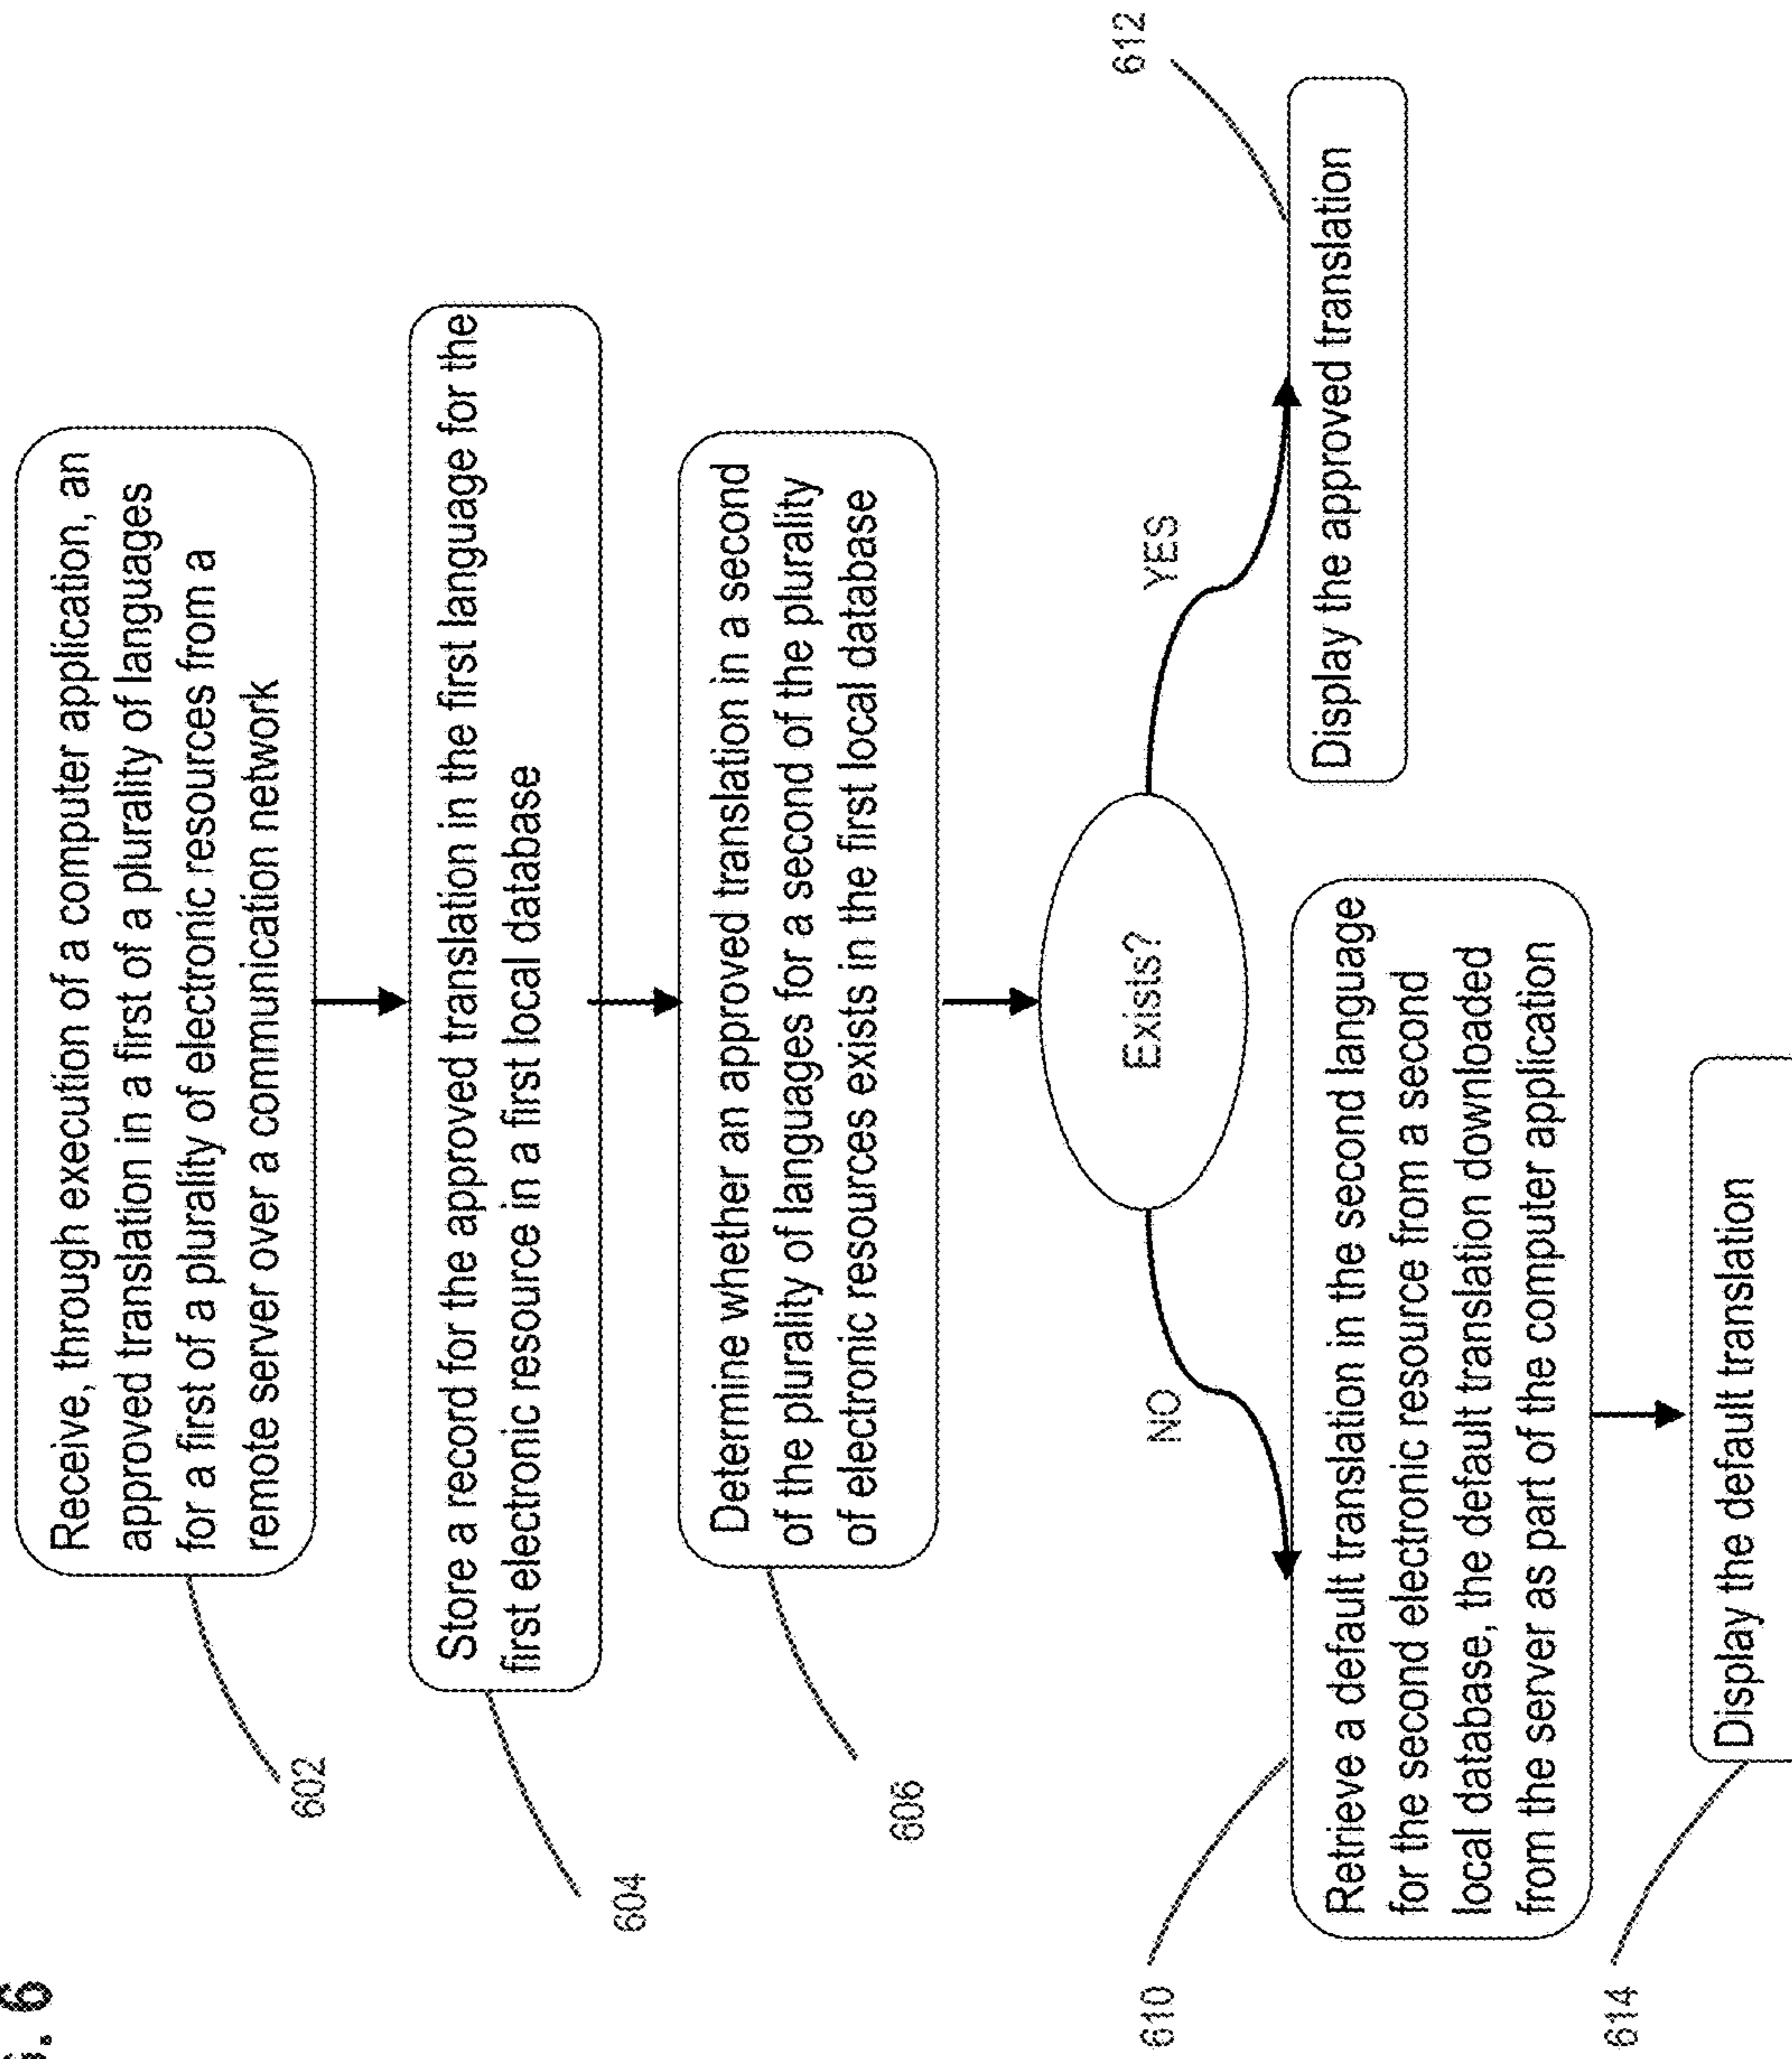 G. 6
Receive, through execution of a computer application, an
approved translation in a first of a plurality of languages
for a first of a plurality of electronic resources from a
remote server over a communication network
602
Store a record for the approved translation in the first language for the
first electronic resource in a first local database
604
Determine whether an approved translation in a second
of the plurality of languages for a second of the plurality
of electronic resources exists in the first local database
606
Exists?
NO
YES
612
Display the approved translation
610
Retrieve a default translation in the second language
for the second electronic resource from a second
local database, the default translation downloaded
from the server as part of the computer application
614
Display the default translation